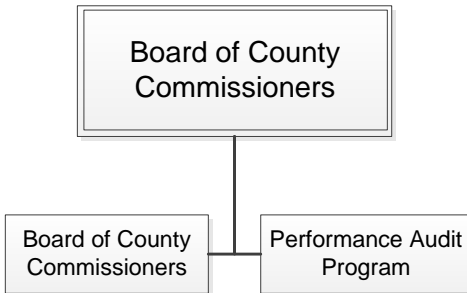 Board of County
Commissioners
Board of County
Commissioners
Performance Audit
Program